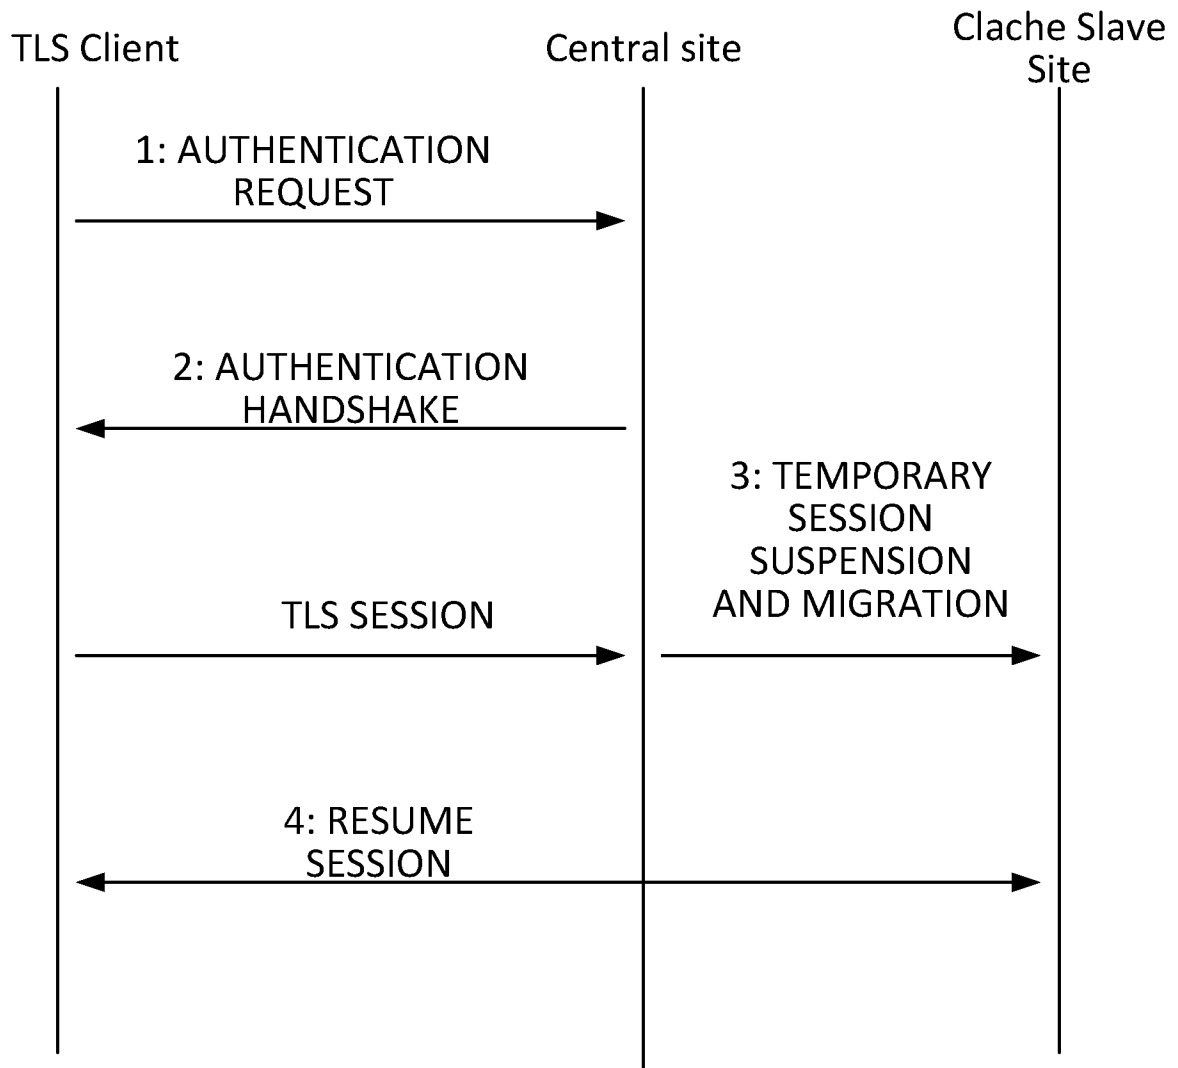 TLS Client
Central site
Clache Slave
Site
1: AUTHENTICATION
REQUEST
2: AUTHENTICATION
HANDSHAKE
3: TEMPORARY
SESSION
SUSPENSION
AND MIGRATION
TLS SESSION
4: RESUME
SESSION